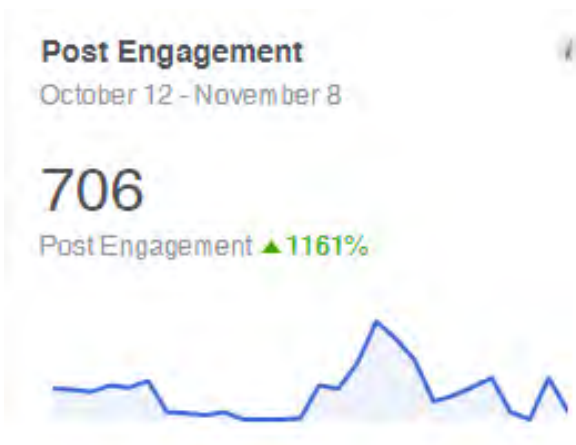 Post Engagement
October 12 - November 8
706
Post Engagement ▲1161%